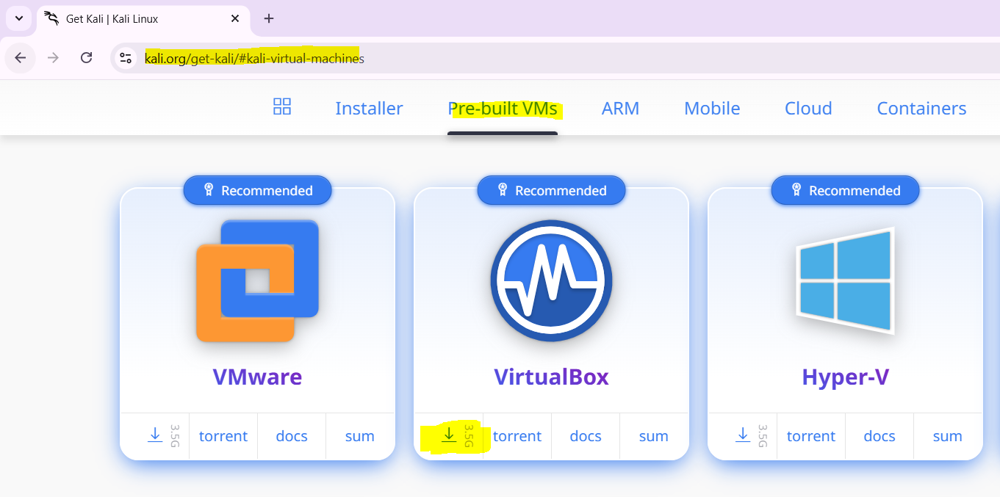 Get Kali | Kali Linux
kali.org/get-kali/#kali-virtual-machines
Installer Pre-built VMs ARM Mobile Cloud Containers
Recommended Recommended Recommended
VMware VirtualBox Hyper-V
3.5G torrent docs sum 3.5G torrent docs sum 3.5G torrent docs sum